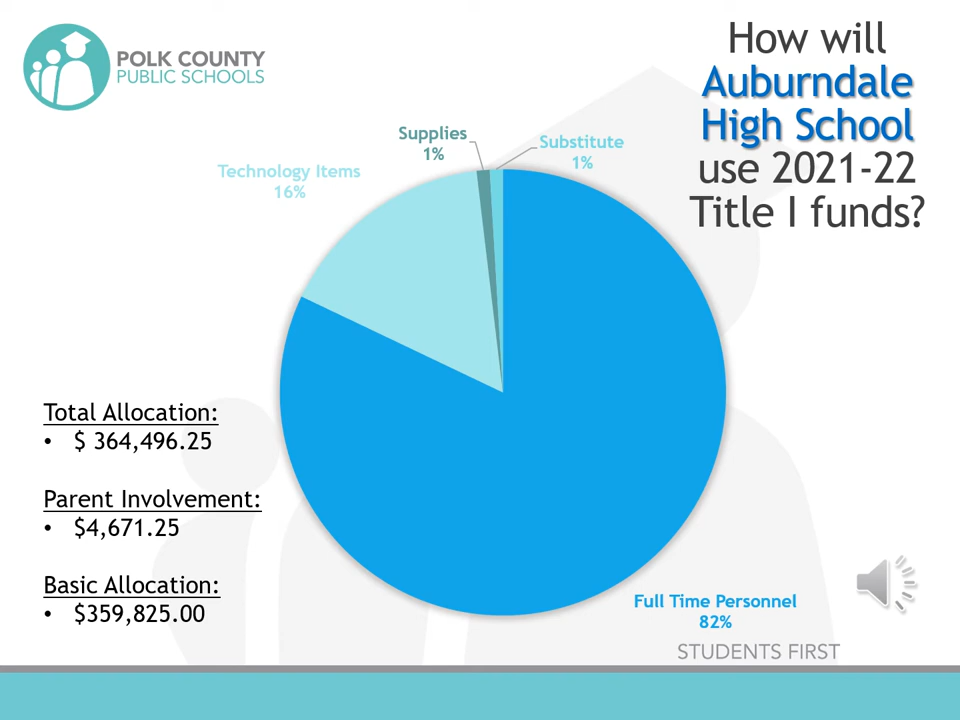 POLK COUNTY
PUBLIC SCHOOLS
How will
Auburndale
High School
use 2021-22
Title I funds?
Supplies
1%
Substitute
1%
Technology Items
16%
Total Allocation:
• $ 364,496.25
Parent Involvement:
• $4,671.25
Basic Allocation:
• $359,825.00
Full Time Personnel
82%
STUDENTS FIRST